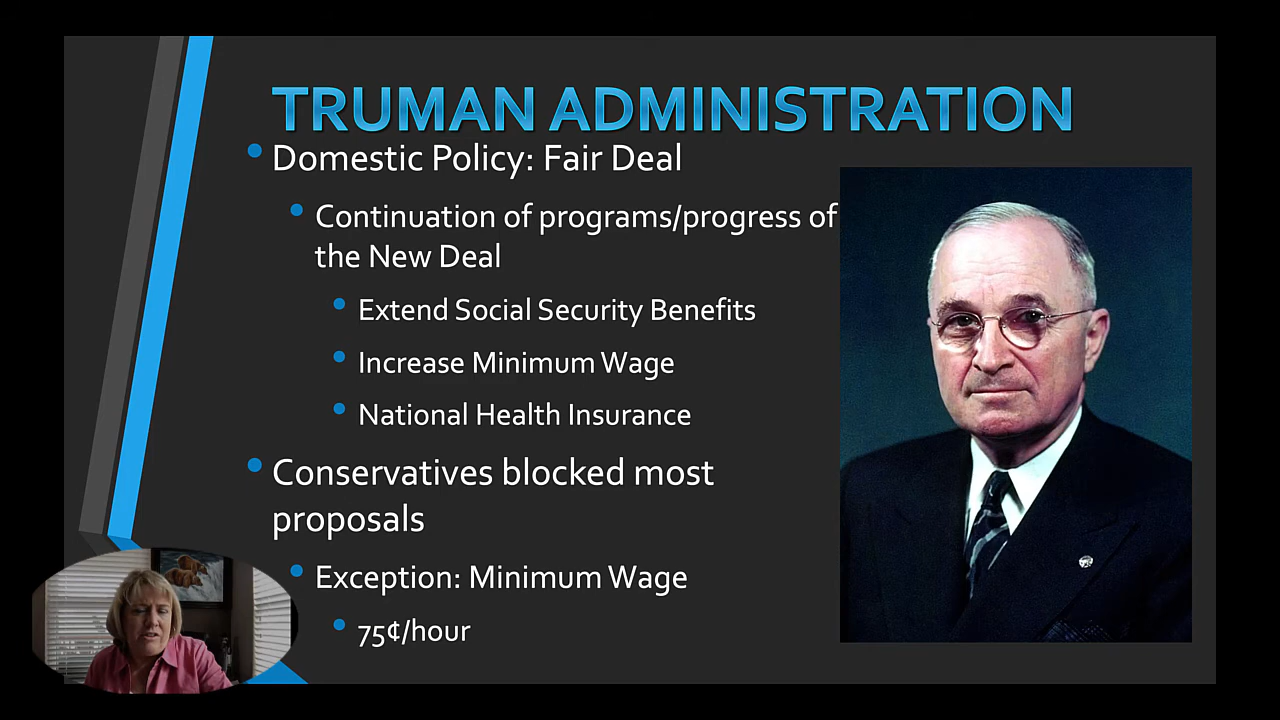 TRUMAN ADMINISTRATION
Domestic Policy: Fair Deal
Continuation of programs/progress of
the New Deal
Extend Social Security Benefits
Increase Minimum Wage
National Health Insurance
Conservatives blocked most
proposals
Exception: Minimum Wage
75¢/hour